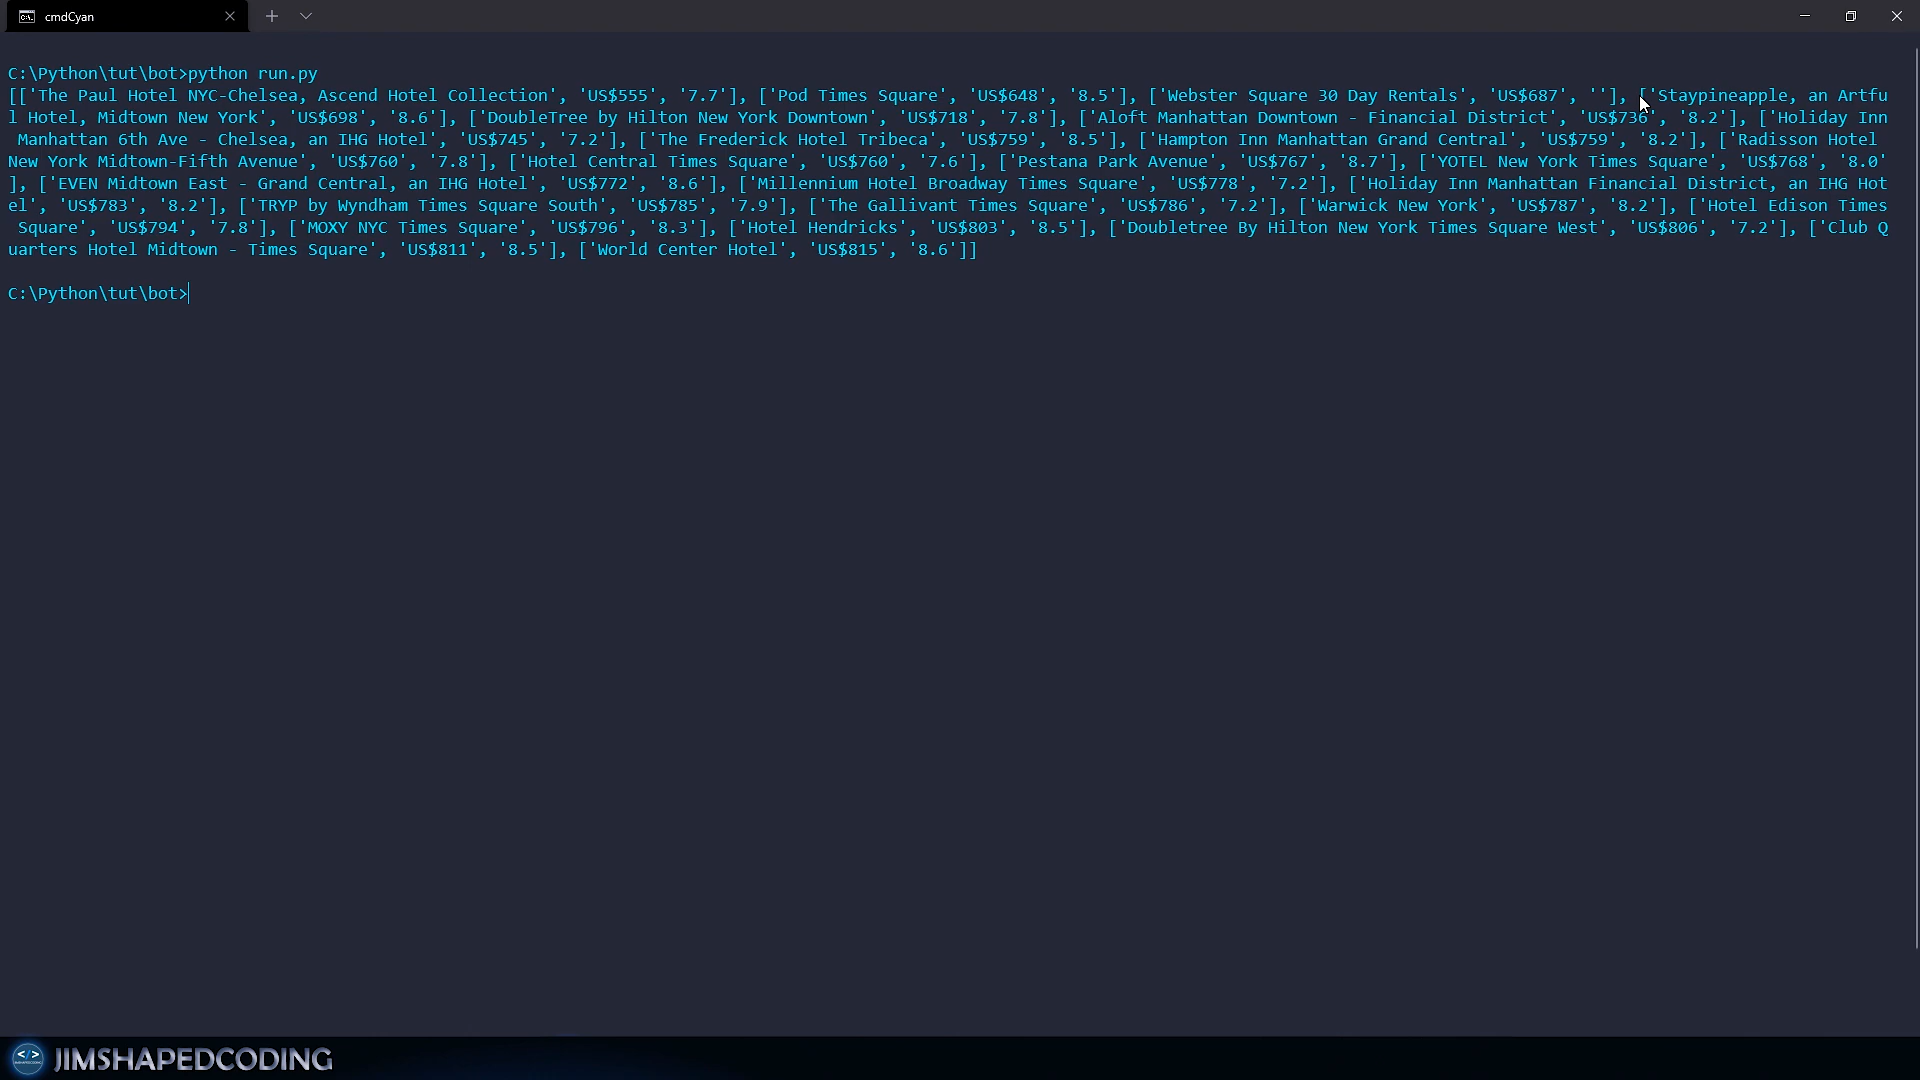 cmdCyan
C:\Python\tut\bot>python run.py
[['The Paul Hotel NYC-Chelsea, Ascend Hotel Collection', 'US$555', '7.7'], ['Pod Times Square', 'US$648', '8.5'], ['Webster Square 30 Day Rentals', 'US$687', ''], ['Staypineapple, an Artfu
l Hotel, Midtown New York', 'US$698', '8.6'], ['DoubleTree by Hilton New York Downtown', 'US$718', '7.8'], ['Aloft Manhattan Downtown - Financial District', 'US$736', '8.2'], ['Holiday Inn
Manhattan 6th Ave - Chelsea, an IHG Hotel', 'US$745', '7.2'], ['The Frederick Hotel Tribeca', 'US$759', '8.5'], ['Hampton Inn Manhattan Grand Central', 'US$759', '8.2'], ['Radisson Hotel
New York Midtown-Fifth Avenue', 'US$760', '7.8'], ['Hotel Central Times Square', 'US$760', '7.6'], ['Pestana Park Avenue', 'US$767', '8.7'], ['YOTEL New York Times Square', 'US$768', '8.0'
], ['EVEN Midtown East - Grand Central, an IHG Hotel', 'US$772', '8.6'], ['Millennium Hotel Broadway Times Square', 'US$778', '7.2'], ['Holiday Inn Manhattan Financial District, an IHG Hot
el', 'US$783', '8.2'], ['TRYP by Wyndham Times Square South', 'US$785', '7.9'], ['The Gallivant Times Square', 'US$786', '7.2'], ['Warwick New York', 'US$787', '8.2'], ['Hotel Edison Times
Square', 'US$794', '7.8'], ['MOXY NYC Times Square', 'US$796', '8.3'], ['Hotel Hendricks', 'US$803', '8.5'], ['Doubletree By Hilton New York Times Square West', 'US$806', '7.2'], ['Club Q
uarters Hotel Midtown - Times Square', 'US$811', '8.5'], ['World Center Hotel', 'US$815', '8.6']]
C:\Python\tut\bot>
</> JIMSHAPEDCODING